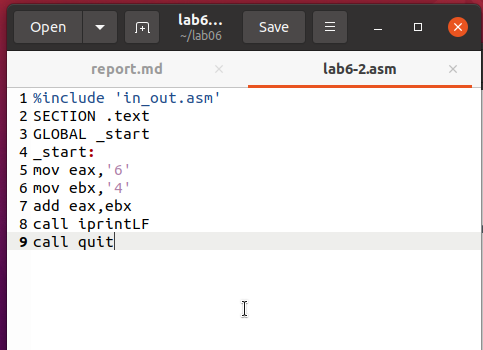 Open
lab6...
~/lab06
Save
report.md
lab6-2.asm
1 %include 'in_out.asm'
2 SECTION .text
3 GLOBAL _start
4 _start:
5 mov eax,'6'
6 mov ebx,'4'
7 add eax,ebx
8 call iprintLF
9 call quit